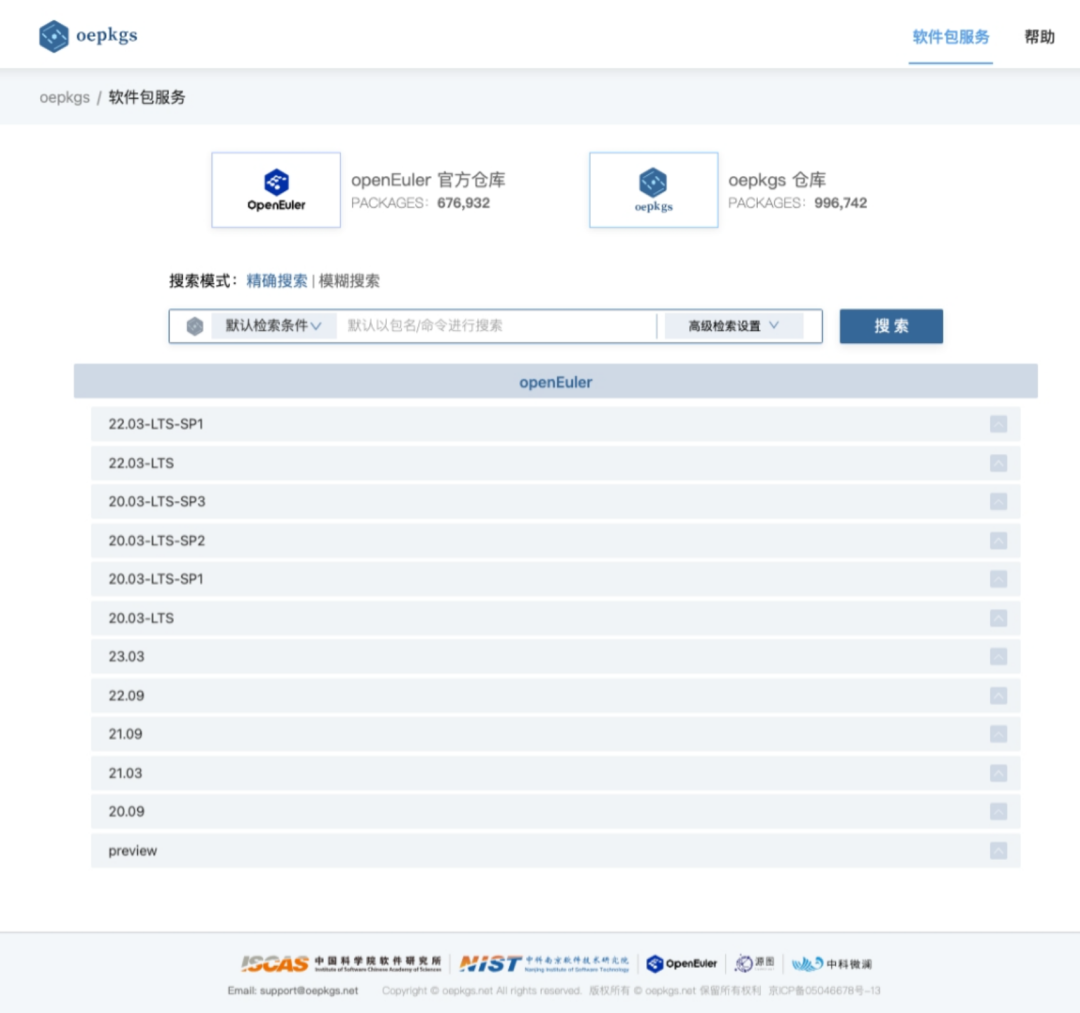 oepkgs
软件包服务 帮助
oepkgs / 软件包服务
OpenEuler
openEuler 官方仓库
PACKAGES: 676,932
oepkgs
oepkgs 仓库
PACKAGES: 996,742
搜索模式：精确搜索 | 模糊搜索
默认检索条件 默认以包名/命令进行搜索 高级检索设置 搜索
openEuler
22.03-LTS-SP1
22.03-LTS
20.03-LTS-SP3
20.03-LTS-SP2
20.03-LTS-SP1
20.03-LTS
23.03
22.09
21.09
21.03
20.09
preview
ISCAS 中国科学院软件研究所
Institute of Software Chinese Academy of Sciences
NIST 中科南京软件技术研究院
Nanjing Institute of Software Technology
OpenEuler
源图
中科微澜
Email: support@oepkgs.net Copyright © oepkgs.net All rights reserved. 版权所有 © oepkgs.net 保留所有权利 京ICP备05046678号-13